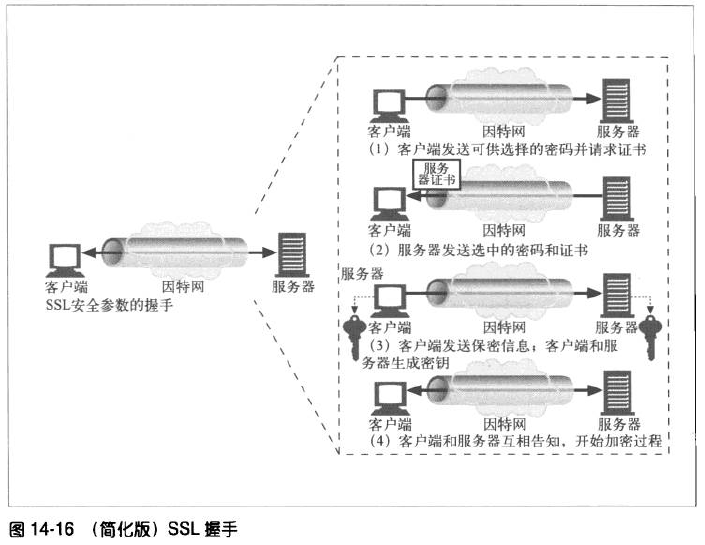 客户端 因特网 服务器
SSL安全参数的握手
客户端 因特网 服务器
(1)客户端发送可供选择的密码并请求证书
服务
器证书
客户端 因特网 服务器
(2)服务器发送选中的密码和证书
服务器
客户端 因特网 服务器
(3)客户端发送保密信息;客户端和服
务器生成密钥
客户端 因特网 服务器
(4)客户端和服务器互相告知,开始加密过程
图 14-16 (简化版)SSL 握手